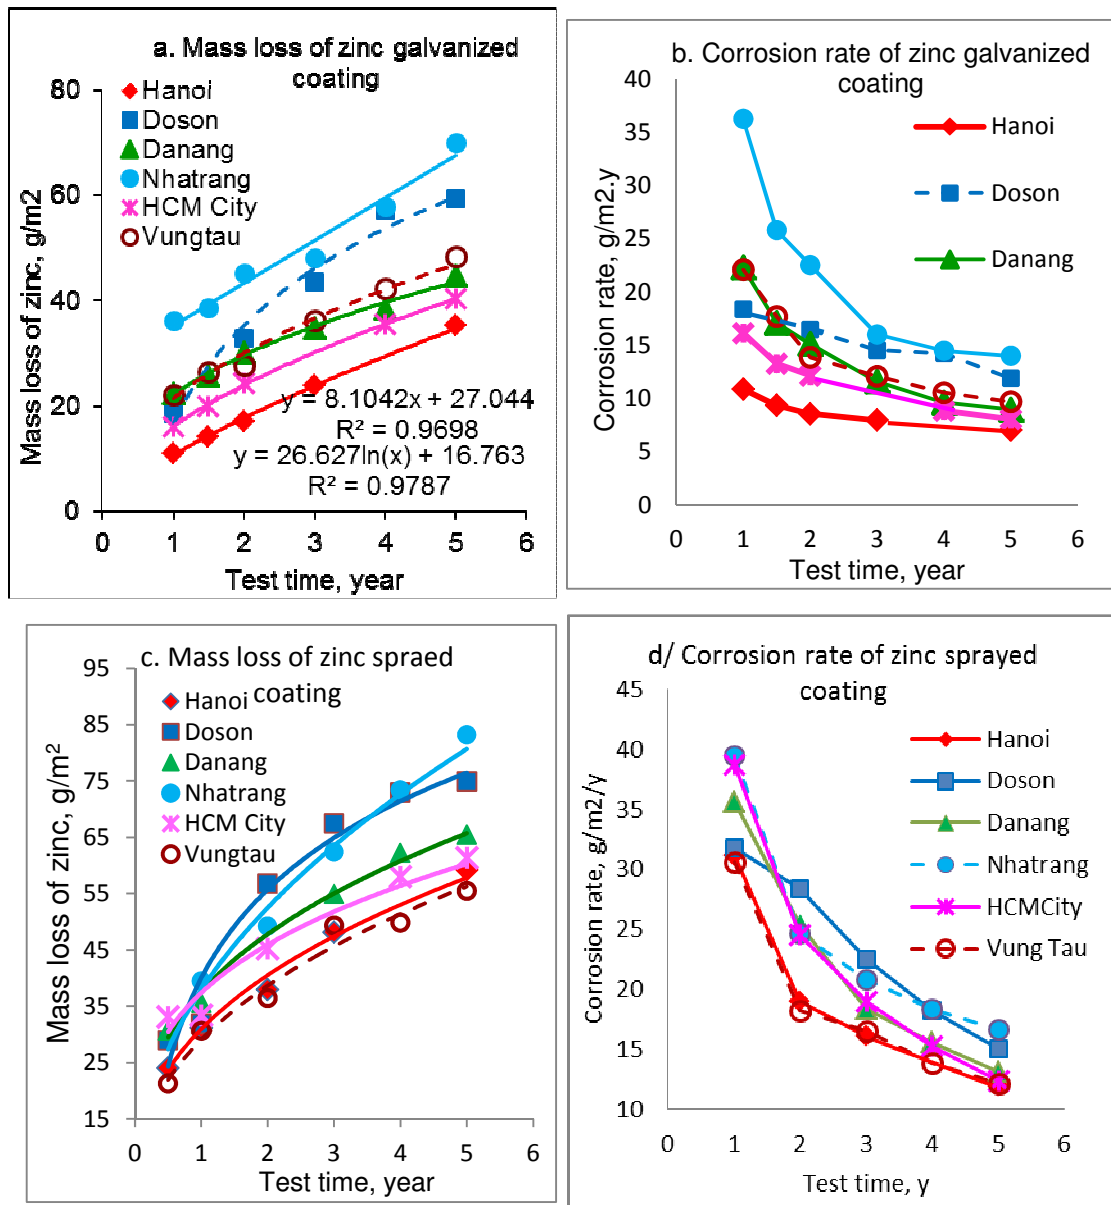 a. Mass loss of zinc galvanized
coating
Mass loss of zinc, g/m2
80
60
40
20
0
Hanoi
Doson
Danang
Nhatrang
HCM City
Vungtau
y = 8.1042x + 27.044
R² = 0.9698
y = 26.627ln(x) + 16.763
R² = 0.9787
0 1 2 3 4 5 6
Test time, year
b. Corrosion rate of zinc galvanized
coating
Corrosion rate, g/m2.y
40
35
30
25
20
15
10
5
0
Hanoi
Doson
Danang
0 1 2 3 4 5 6
Test time, year
c. Mass loss of zinc spraed
coating
Mass loss of zinc, g/m²
95
85
75
65
55
45
35
25
15
Hanoi
Doson
Danang
Nhatrang
HCM City
Vungtau
0 1 2 3 4 5 6
Test time, year
d/ Corrosion rate of zinc sprayed
coating
Corrosion rate, g/m2/y
45
40
35
30
25
20
15
10
Hanoi
Doson
Danang
Nhatrang
HCMCity
Vung Tau
0 1 2 3 4 5 6
Test time, y